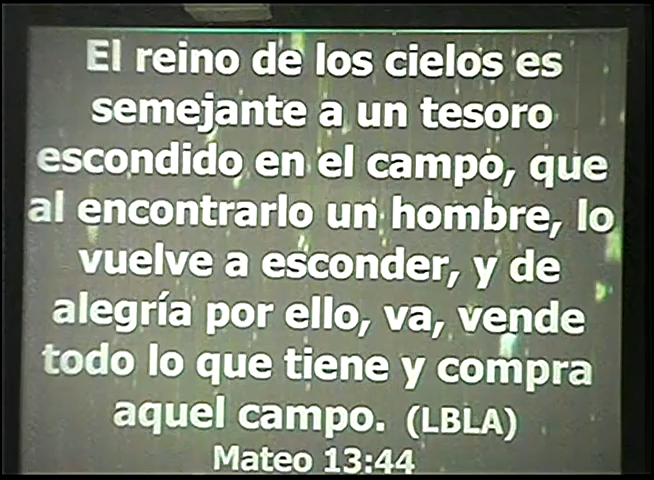 El reino de los cielos es
semejante a un tesoro
escondido en el campo, que
al encontrarlo un hombre, lo
vuelve a esconder, y de
alegría por ello, va, vende
todo lo que tiene y compra
aquel campo. (LBLA)
Mateo 13:44